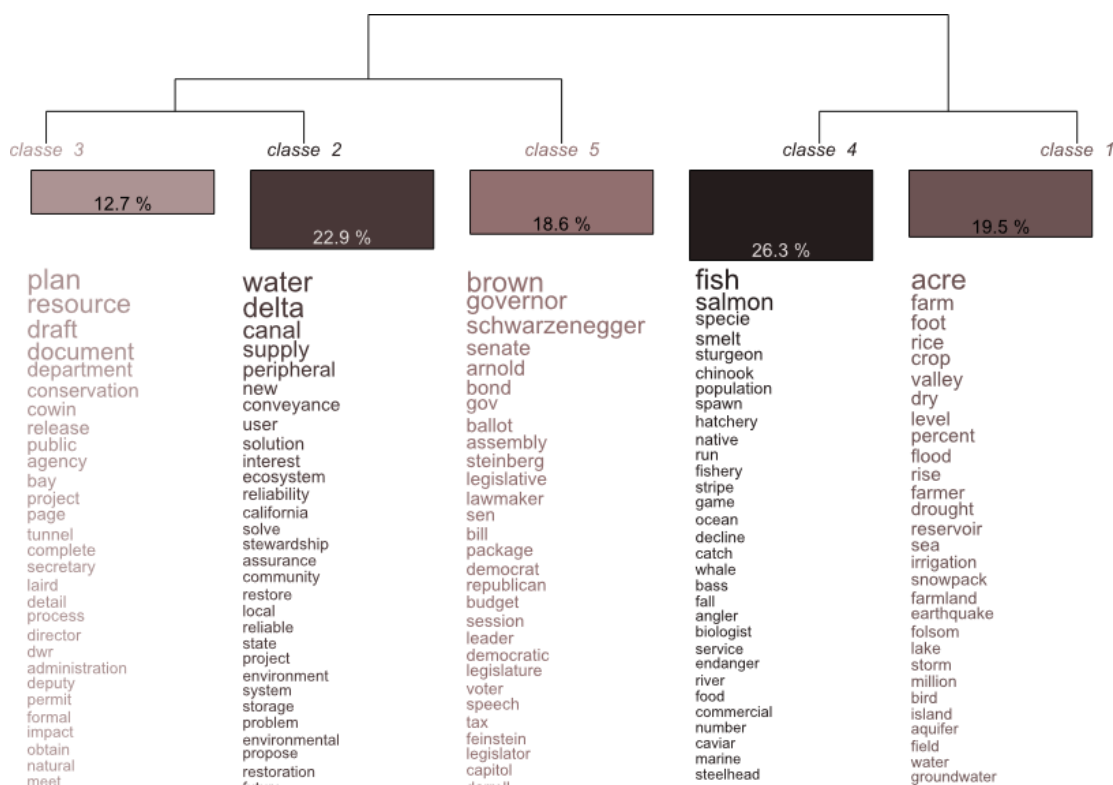 classe 3
classe 2
classe 5
classe 4
classe 1
12.7 %
22.9 %
18.6 %
26.3 %
19.5 %
plan
resource
draft
document
department
conservation
cowin
release
public
agency
bay
project
page
tunnel
complete
secretary
laird
detail
process
director
dwr
administration
deputy
permit
formal
impact
obtain
natural
meet
water
delta
canal
supply
peripheral
new
conveyance
user
solution
interest
ecosystem
reliability
california
solve
stewardship
assurance
community
restore
local
reliable
state
project
environment
system
storage
problem
environmental
propose
restoration
brown
governor
schwarzenegger
senate
arnold
bond
gov
ballot
assembly
steinberg
legislative
lawmaker
sen
bill
package
democrat
republican
budget
session
leader
democratic
legislature
voter
speech
tax
feinstein
legislator
capitol
fish
salmon
specie
smelt
sturgeon
chinook
population
spawn
hatchery
native
run
fishery
stripe
game
ocean
decline
catch
whale
bass
fall
angler
biologist
service
endanger
river
food
commercial
number
caviar
marine
steelhead
acre
farm
foot
rice
crop
valley
dry
level
percent
flood
rise
farmer
drought
reservoir
sea
irrigation
snowpack
farmland
earthquake
folsom
lake
storm
million
bird
island
aquifer
field
water
groundwater